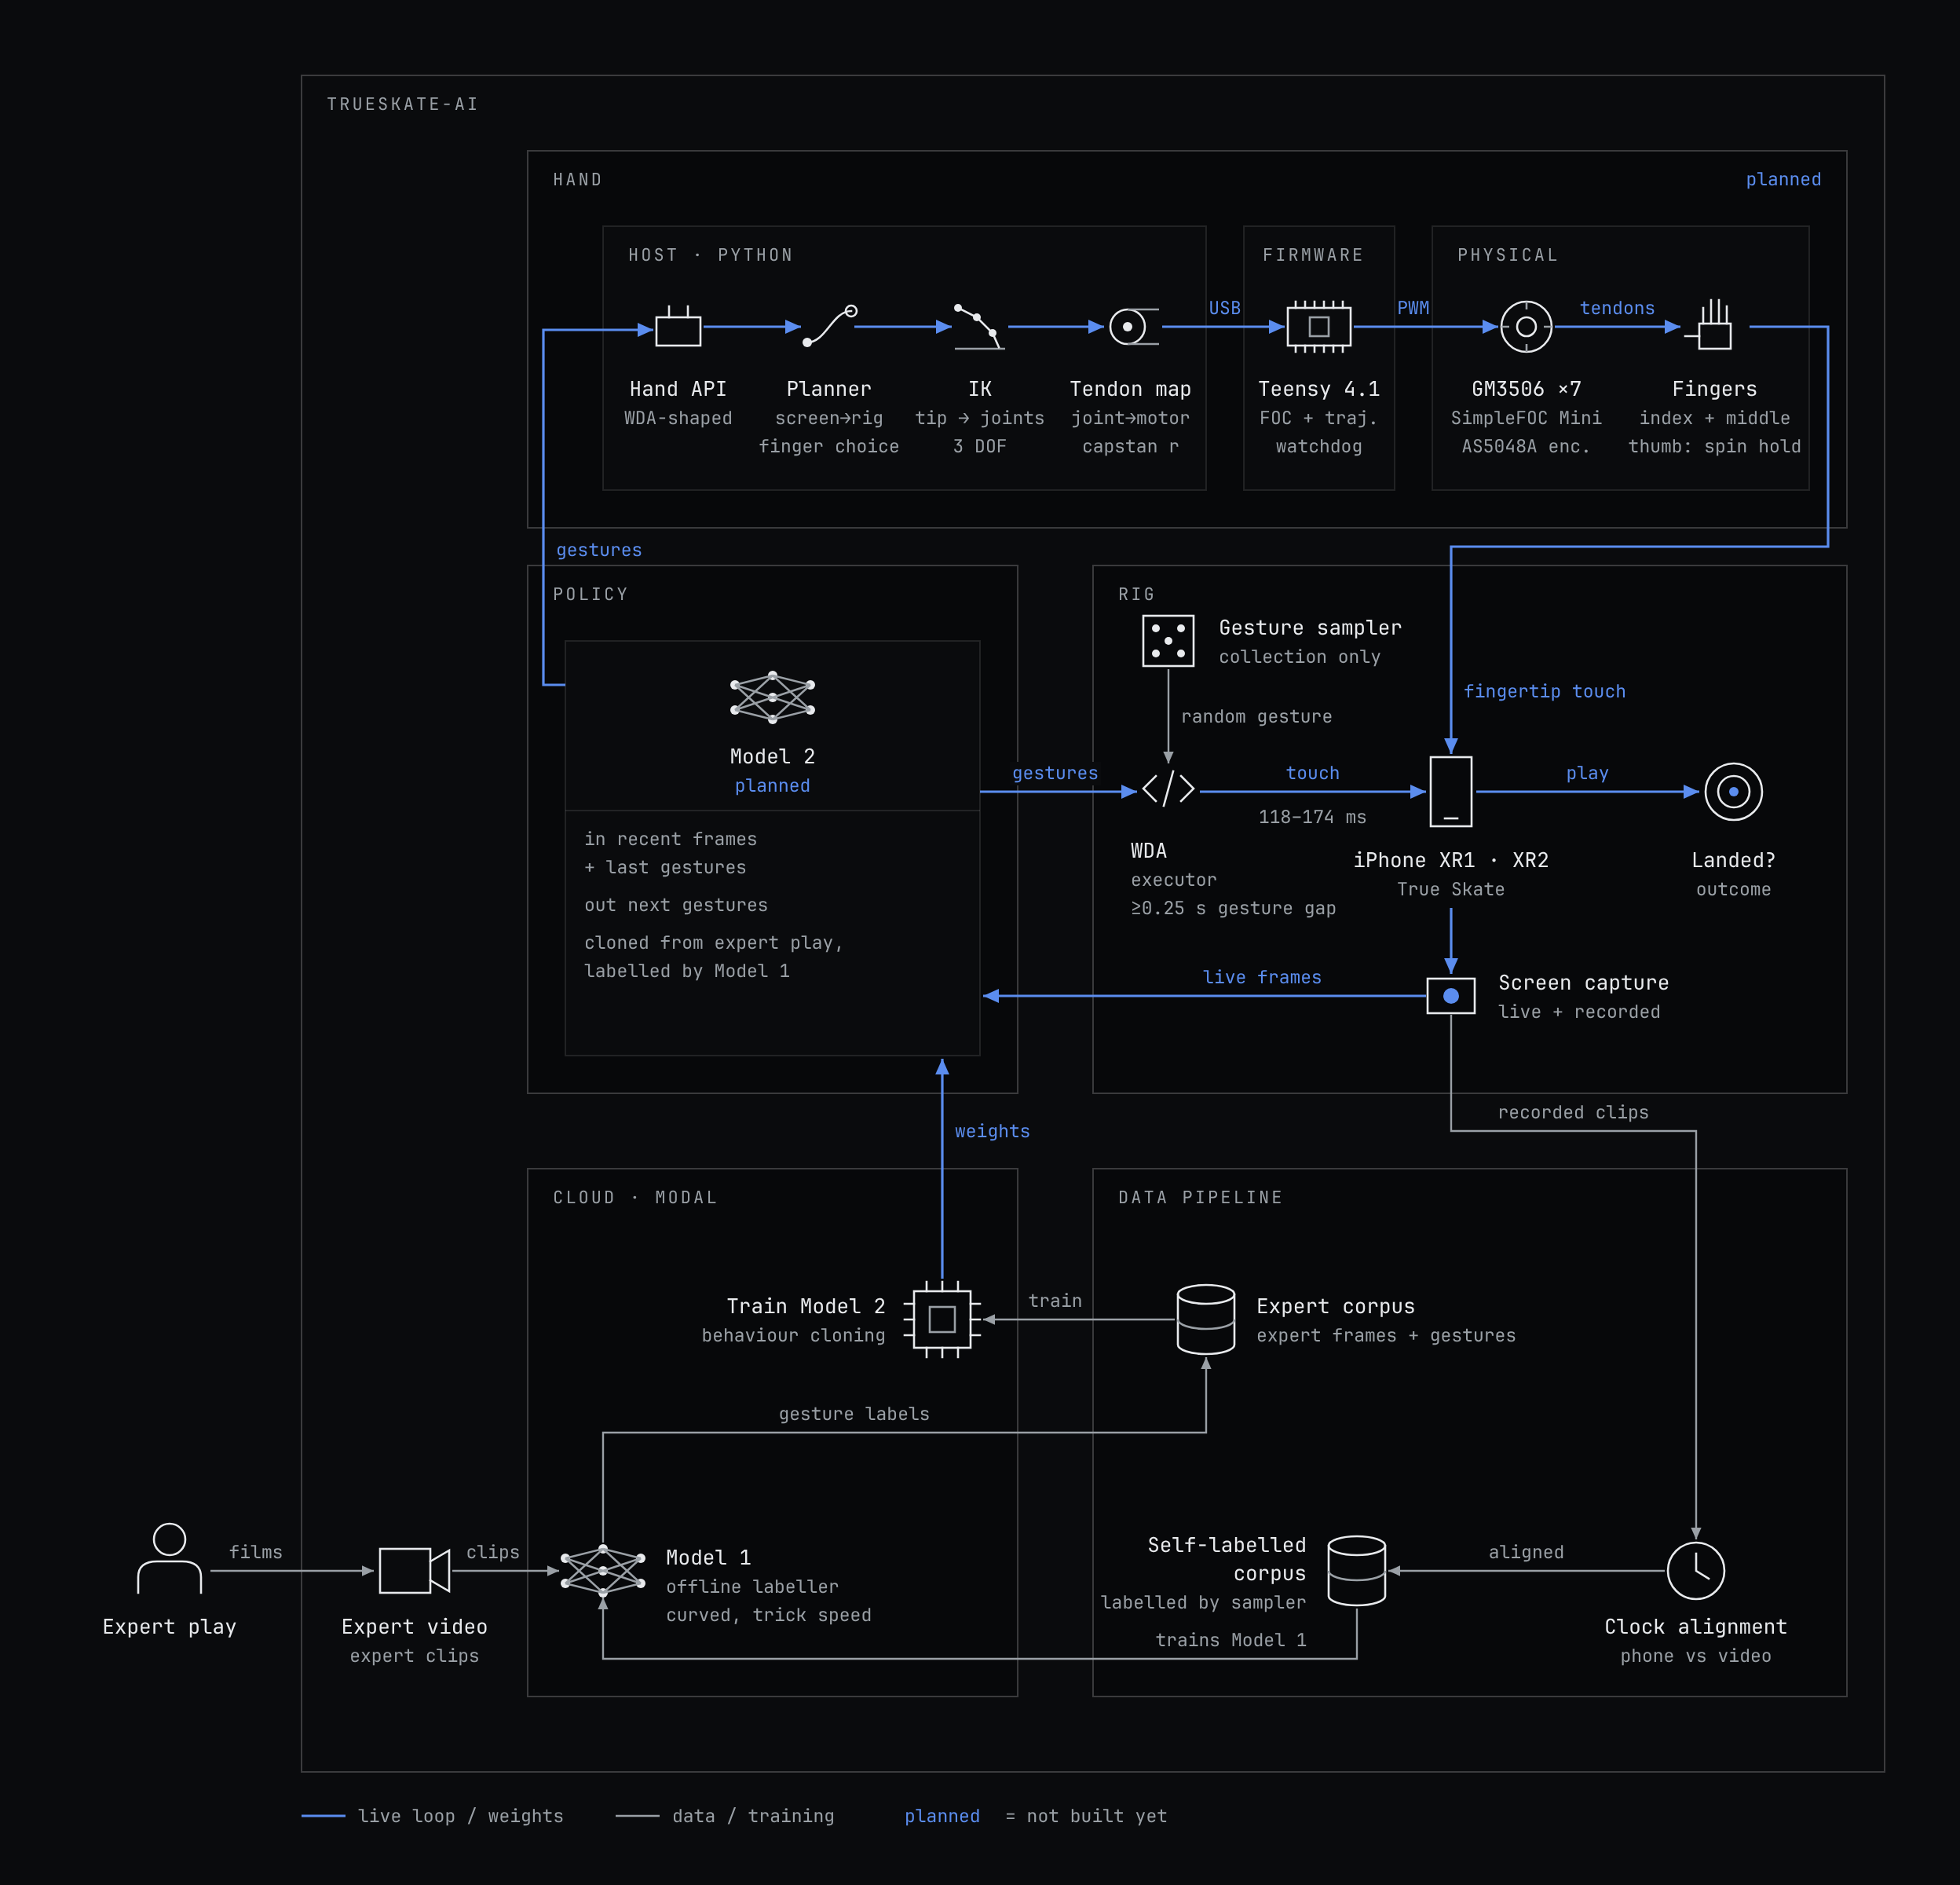 TRUESKATE-AI
HAND
planned
HOST · PYTHON
FIRMWARE
PHYSICAL
USB
PWM
tendons
Hand API
WDA-shaped
Planner
screen→rig
finger choice
IK
tip → joints
3 DOF
Tendon map
joint→motor
capstan r
Teensy 4.1
FOC + traj.
watchdog
GM3506 ×7
SimpleFOC Mini
AS5048A enc.
Fingers
index + middle
thumb: spin hold
gestures
POLICY
Model 2
planned
in recent frames
+ last gestures
out next gestures
cloned from expert play,
labelled by Model 1
gestures
RIG
Gesture sampler
collection only
random gesture
fingertip touch
touch
118–174 ms
play
WDA
executor
≥0.25 s gesture gap
iPhone XR1 · XR2
True Skate
Landed?
outcome
live frames
Screen capture
live + recorded
recorded clips
weights
CLOUD · MODAL
Train Model 2
behaviour cloning
train
DATA PIPELINE
Expert corpus
expert frames + gestures
gesture labels
films
clips
Expert play
Expert video
expert clips
Model 1
offline labeller
curved, trick speed
Self-labelled
corpus
labelled by sampler
trains Model 1
aligned
Clock alignment
phone vs video
live loop / weights
data / training
planned = not built yet